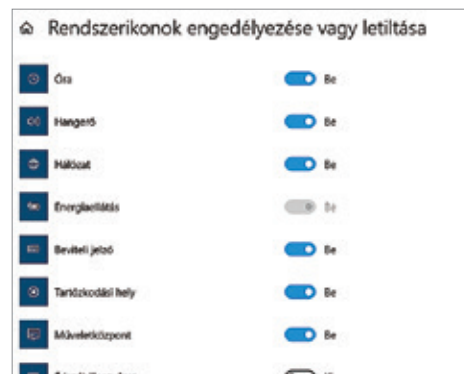 Rendszerikonok engedélyezése vagy letiltása
Óra Be
Hangerő Be
Hálózat Be
Energiaellátás Be
Beviteli jelző Be
Tartózkodási hely Be
Műveletközpont Be